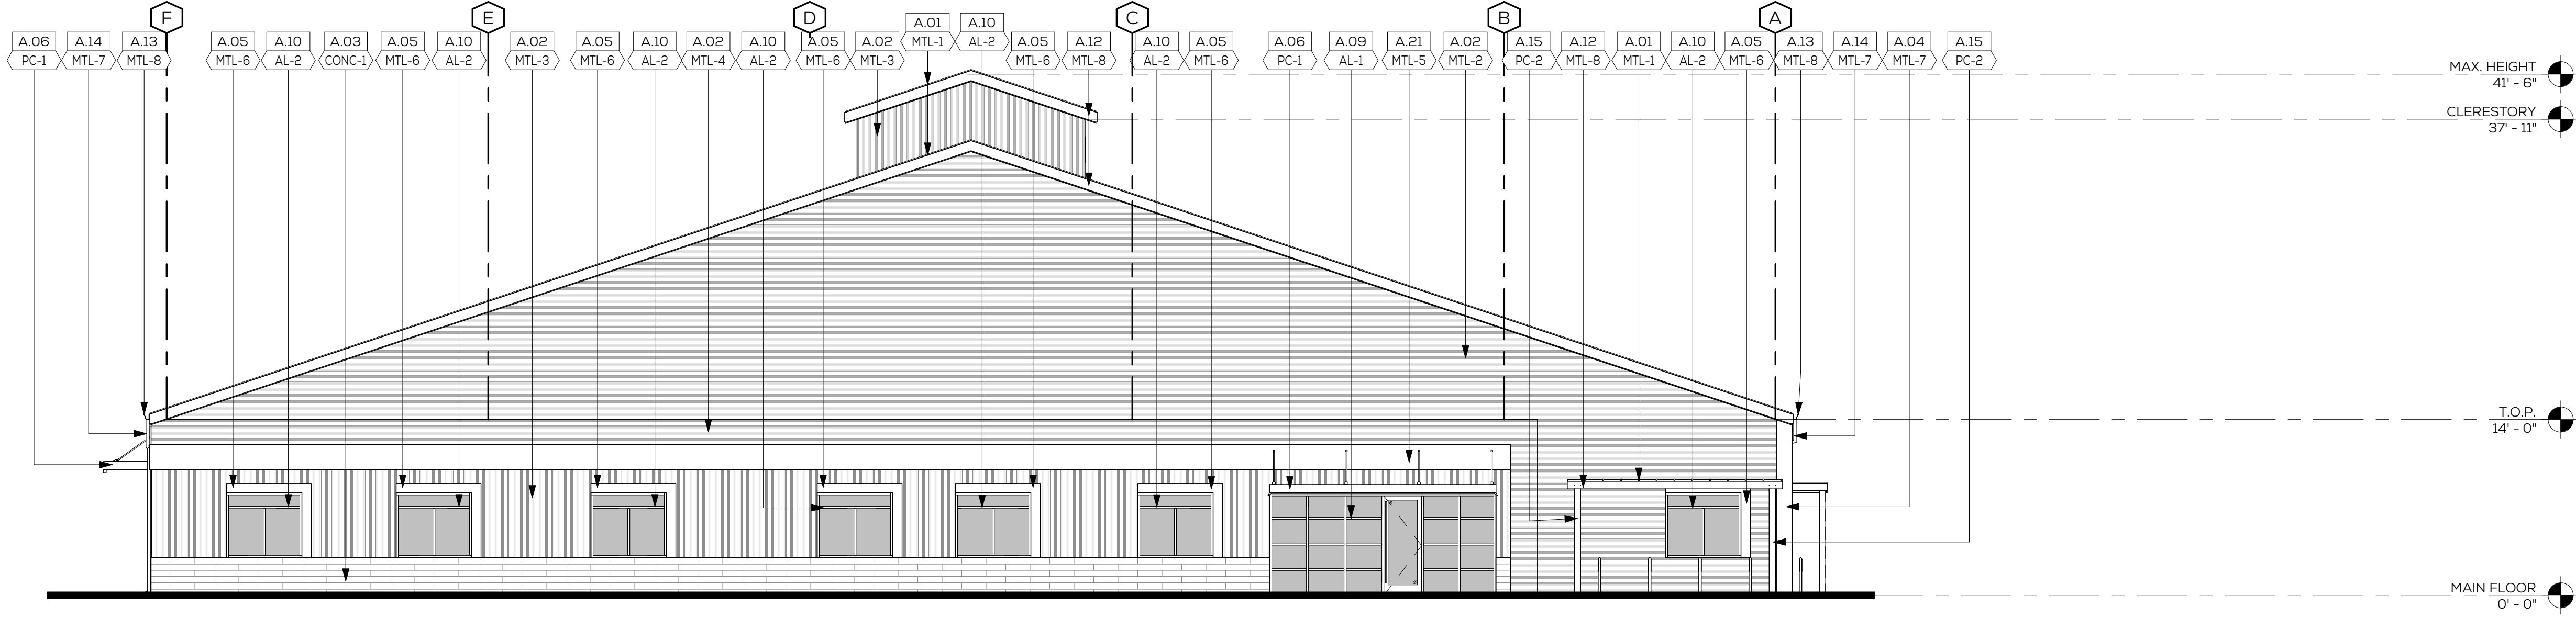 F E D C B A
A.01 A.10
MTL-1 AL-2
A.06 A.14 A.13 A.05 A.10 A.03 A.05 A.10 A.02 A.05 A.10 A.02 A.10 A.05 A.02 A.05 A.12 A.10 A.05 A.06 A.09 A.21 A.02 A.15 A.12 A.01 A.10 A.05 A.13 A.14 A.04 A.15
PC-1 MTL-7 MTL-8 MTL-6 AL-2 CONC-1 MTL-6 AL-2 MTL-3 MTL-6 AL-2 MTL-4 AL-2 MTL-6 MTL-3 MTL-6 MTL-8 AL-2 MTL-6 PC-1 AL-1 MTL-5 MTL-2 PC-2 MTL-8 MTL-1 AL-2 MTL-6 MTL-8 MTL-7 MTL-7 PC-2
MAX. HEIGHT
41' - 6"
CLERESTORY
37' - 11"
T.O.P.
14' - 0"
MAIN FLOOR
0' - 0"